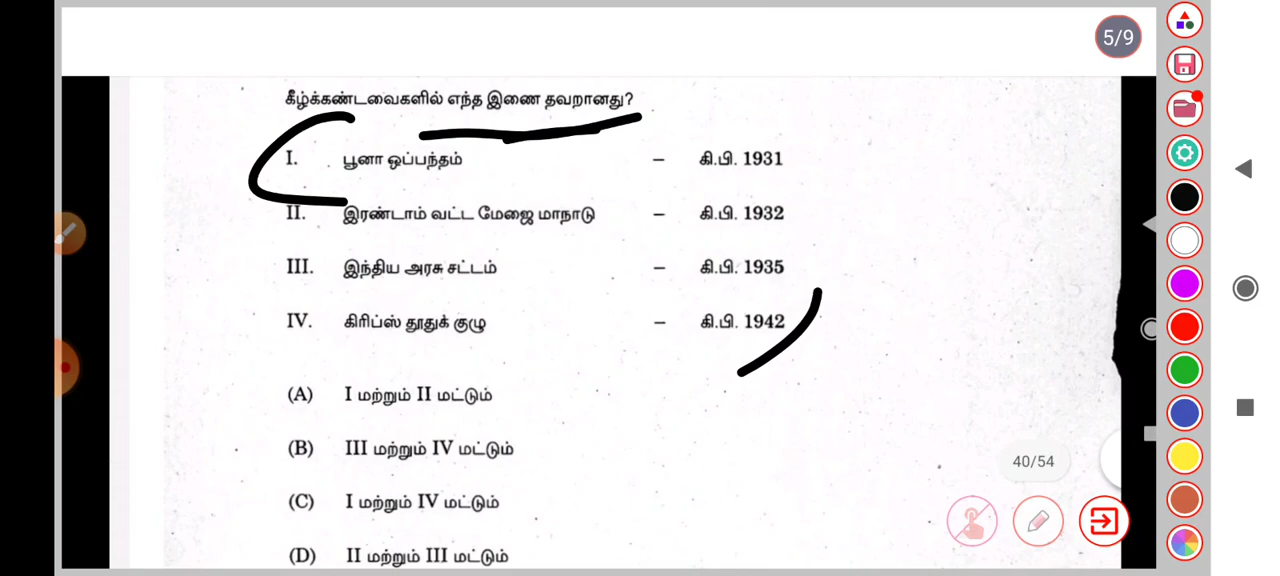 5/9
கீழ்க்கண்டவைகளில் எந்த இணை தவறானது?
I. பூனா ஒப்பந்தம் – கி.பி. 1931
II. இரண்டாம் வட்ட மேஜை மாநாடு – கி.பி. 1932
III. இந்திய அரசு சட்டம் – கி.பி. 1935
IV. கிரிப்ஸ் தூதுக் குழு – கி.பி. 1942
(A) I மற்றும் II மட்டும்
(B) III மற்றும் IV மட்டும்
40/54
(C) I மற்றும் IV மட்டும்
(D) II மற்றும் III மட்டும்